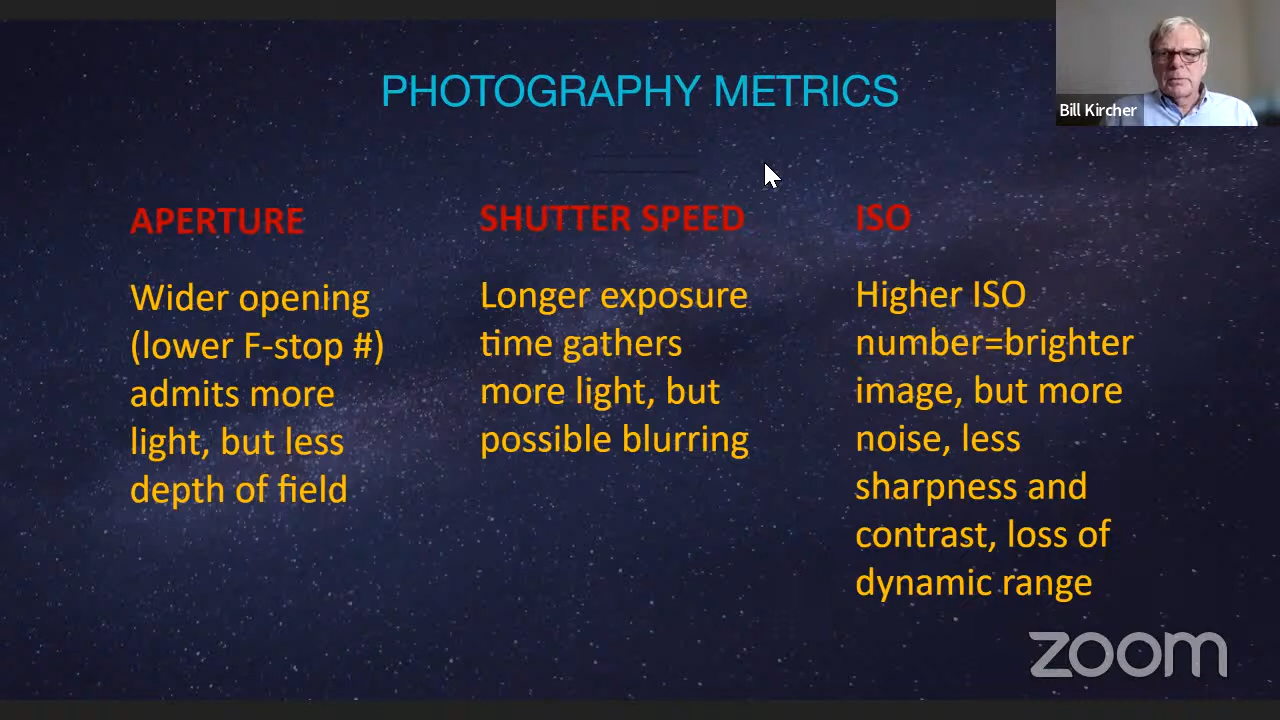 PHOTOGRAPHY METRICS
Bill Kircher
APERTURE
Wider opening
(lower F-stop #)
admits more
light, but less
depth of field
SHUTTER SPEED
Longer exposure
time gathers
more light, but
possible blurring
ISO
Higher ISO
number=brighter
image, but more
noise, less
sharpness and
contrast, loss of
dynamic range
zoom